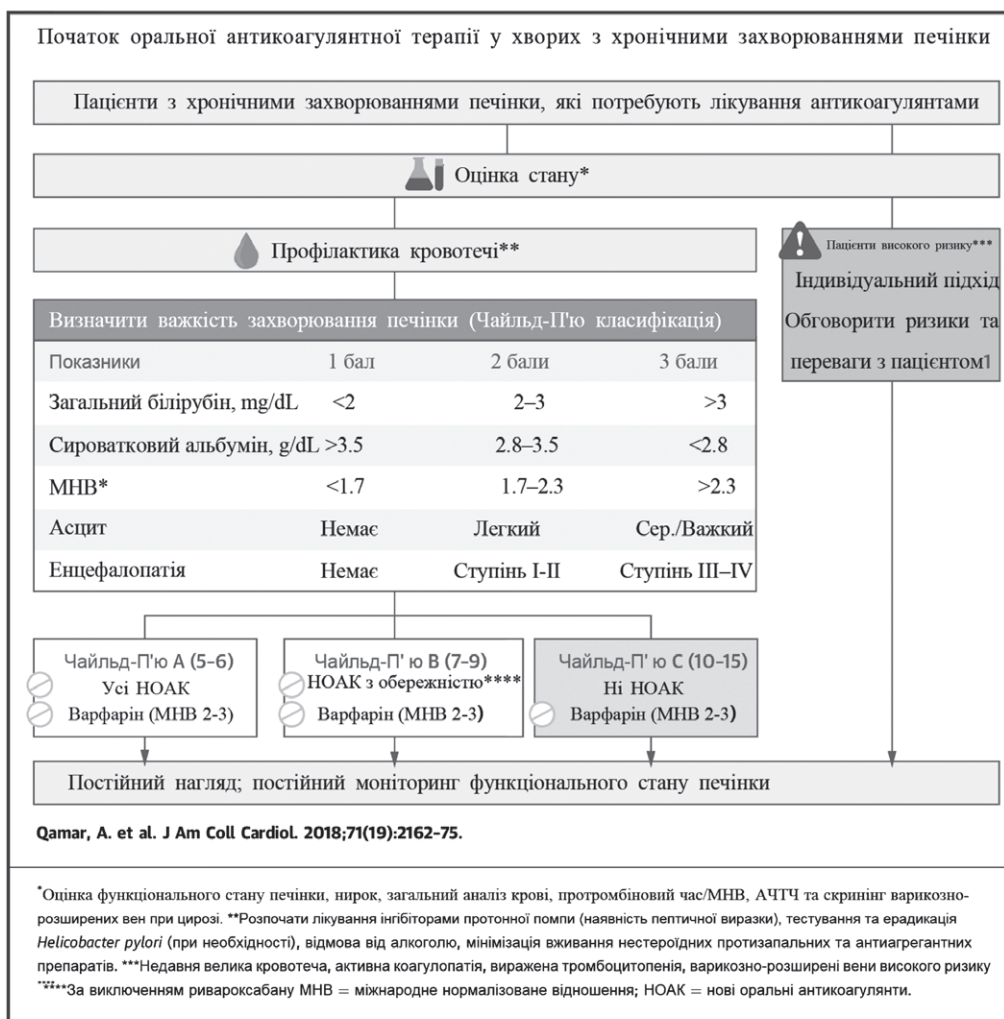 Початок оральної антикоагулянтної терапії у хворих з хронічними захворюваннями печінки
Пацієнти з хронічними захворюваннями печінки, які потребують лікування антикоагулянтами
Оцінка стану*
Профілактика кровотечі**
Пацієнти високого ризику***
Індивідуальний підхід
Обговорити ризики та
переваги з пацієнтом1
Визначити важкість захворювання печінки (Чайльд-П'ю класифікація)
Показники 1 бал 2 бали 3 бали
Загальний білірубін, mg/dL <2 2–3 >3
Сироватковий альбумін, g/dL >3.5 2.8–3.5 <2.8
МНВ* <1.7 1.7–2.3 >2.3
Асцит Немає Легкий Сер./Важкий
Енцефалопатія Немає Ступінь I-II Ступінь III–IV
Чайльд-П'ю А (5–6)
Усі НОАК
Варфарін (МНВ 2-3)
Чайльд-П' ю В (7–9)
НОАК з обережністю****
Варфарін (МНВ 2-3)
Чайльд-П' ю С (10–15)
Ні НОАК
Варфарін (МНВ 2-3)
Постійний нагляд; постійний моніторинг функціонального стану печінки
Qamar, A. et al. J Am Coll Cardiol. 2018;71(19):2162–75.
*Оцінка функціонального стану печінки, нирок, загальний аналіз крові, протромбіновий час/МНВ, АЧТЧ та скринінг варикозно-
розширених вен при цирозі. **Розпочати лікування інгібіторами протонної помпи (наявність пептичної виразки), тестування та ерадикація
Helicobacter pylori (при необхідності), відмова від алкоголю, мінімізація вживання нестероїдних протизапальних та антиагрегантних
препаратів. ***Недавня велика кровотеча, активна коагулопатія, виражена тромбоцитопенія, варикозно-розширені вени високого ризику
****За виключенням ривароксабану МНВ = міжнародне нормалізоване відношення; НОАК = нові оральні антикоагулянти.